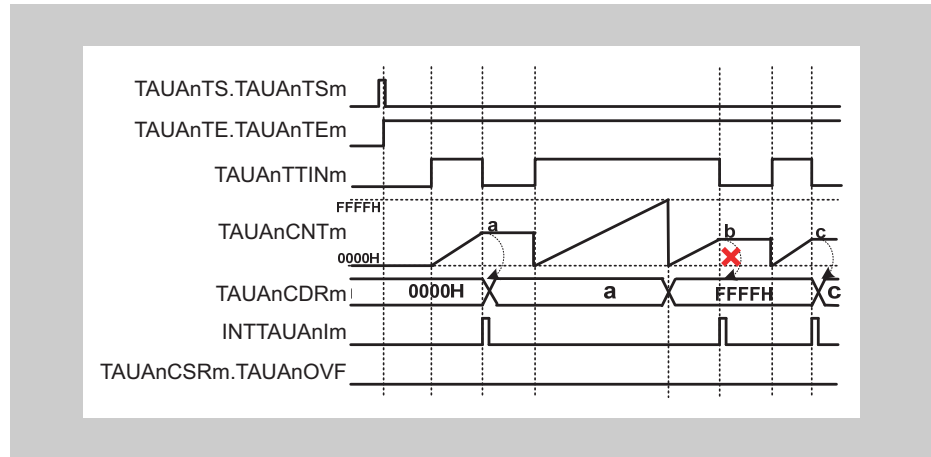 TAUAnTS.TAUAnTSm
TAUAnTE.TAUAnTEm
TAUAnTTINm
FFFFH
a
b
c
TAUAnCNTm
0000H
TAUAnCDRm
0000H
a
FFFFH
c
INTTAUAnIm
TAUAnCSRm.TAUAnOVF